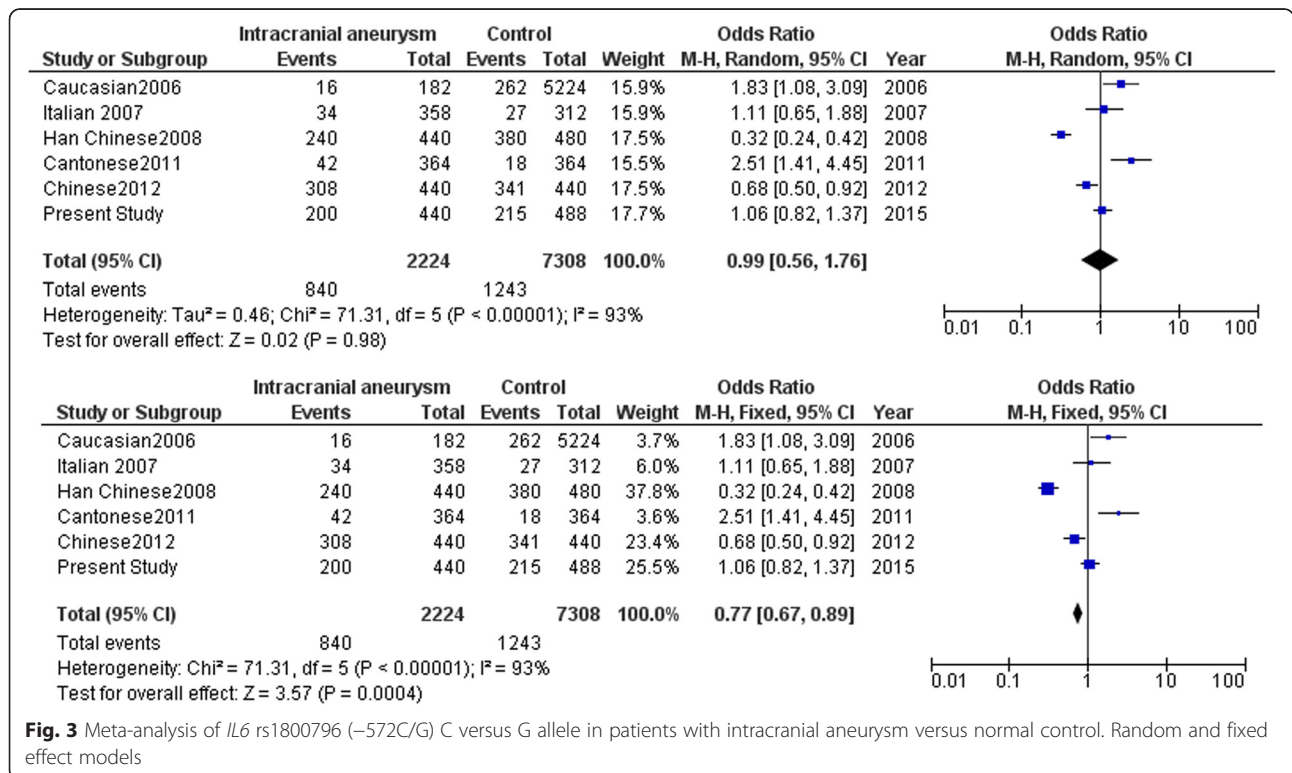 Intracranial aneurysm Control Odds Ratio Odds Ratio
Study or Subgroup Events Total Events Total Weight M-H, Random, 95% CI Year M-H, Random, 95% CI
Caucasian2006 16 182 262 5224 15.9% 1.83 [1.08, 3.09] 2006
Italian 2007 34 358 27 312 15.9% 1.11 [0.65, 1.88] 2007
Han Chinese2008 240 440 380 480 17.5% 0.32 [0.24, 0.42] 2008
Cantonese2011 42 364 18 364 15.5% 2.51 [1.41, 4.45] 2011
Chinese2012 308 440 341 440 17.5% 0.68 [0.50, 0.92] 2012
Present Study 200 440 215 488 17.7% 1.06 [0.82, 1.37] 2015
Total (95% CI) 2224 7308 100.0% 0.99 [0.56, 1.76]
Total events 840 1243
Heterogeneity: Tau² = 0.46; Chi² = 71.31, df = 5 (P < 0.00001); I² = 93%
Test for overall effect: Z = 0.02 (P = 0.98)
0.01 0.1 1 10 100
Intracranial aneurysm Control Odds Ratio Odds Ratio
Study or Subgroup Events Total Events Total Weight M-H, Fixed, 95% CI Year M-H, Fixed, 95% CI
Caucasian2006 16 182 262 5224 3.7% 1.83 [1.08, 3.09] 2006
Italian 2007 34 358 27 312 6.0% 1.11 [0.65, 1.88] 2007
Han Chinese2008 240 440 380 480 37.8% 0.32 [0.24, 0.42] 2008
Cantonese2011 42 364 18 364 3.6% 2.51 [1.41, 4.45] 2011
Chinese2012 308 440 341 440 23.4% 0.68 [0.50, 0.92] 2012
Present Study 200 440 215 488 25.5% 1.06 [0.82, 1.37] 2015
Total (95% CI) 2224 7308 100.0% 0.77 [0.67, 0.89]
Total events 840 1243
Heterogeneity: Chi² = 71.31, df = 5 (P < 0.00001); I² = 93%
Test for overall effect: Z = 3.57 (P = 0.0004)
0.01 0.1 1 10 100
Fig. 3 Meta-analysis of IL6 rs1800796 (−572C/G) C versus G allele in patients with intracranial aneurysm versus normal control. Random and fixed
effect models